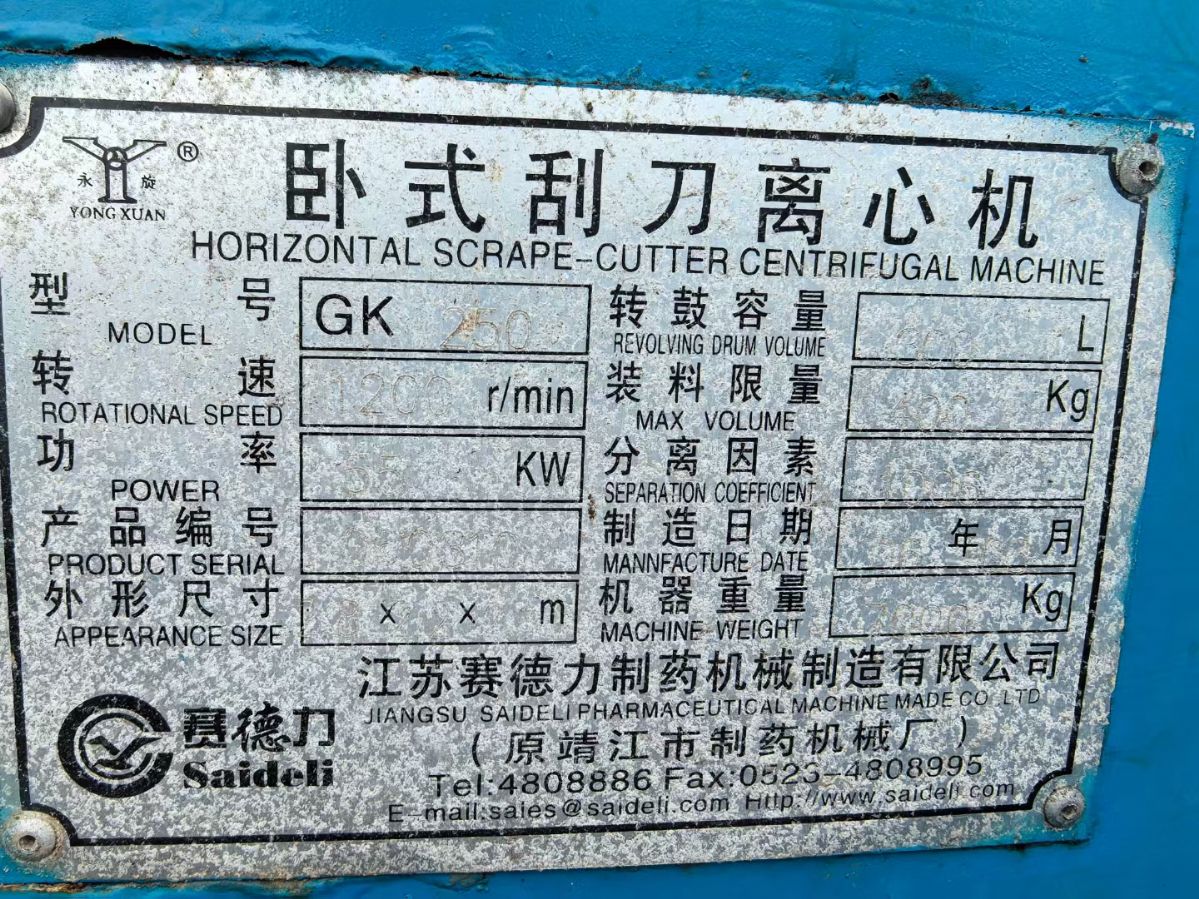 永旋 ®
YONG XUAN
卧式刮刀离心机
HORIZONTAL SCRAPE-CUTTER CENTRIFUGAL MACHINE
型号 GK 转鼓容量 L
MODEL REVOLVING DRUM VOLUME
转速 1200 r/min 装料限量 Kg
ROTATIONAL SPEED MAX VOLUME
功率 KW 分离因素
POWER SEPARATION COEFFICIENT
产品编号 制造日期 年 月
PRODUCT SERIAL MANNFACTURE DATE
外形尺寸 x x m 机器重量 Kg
APPEARANCE SIZE MACHINE WEIGHT
江苏赛德力制药机械制造有限公司
JIANGSU SAIDELI PHARMACEUTICAL MACHINE MADE CO LTD
赛德力
Saideli
(原靖江市制药机械厂)
Tel:4808886 Fax:0523-4808995
E-mail:sales@saideli.com Http://www.saideli.com